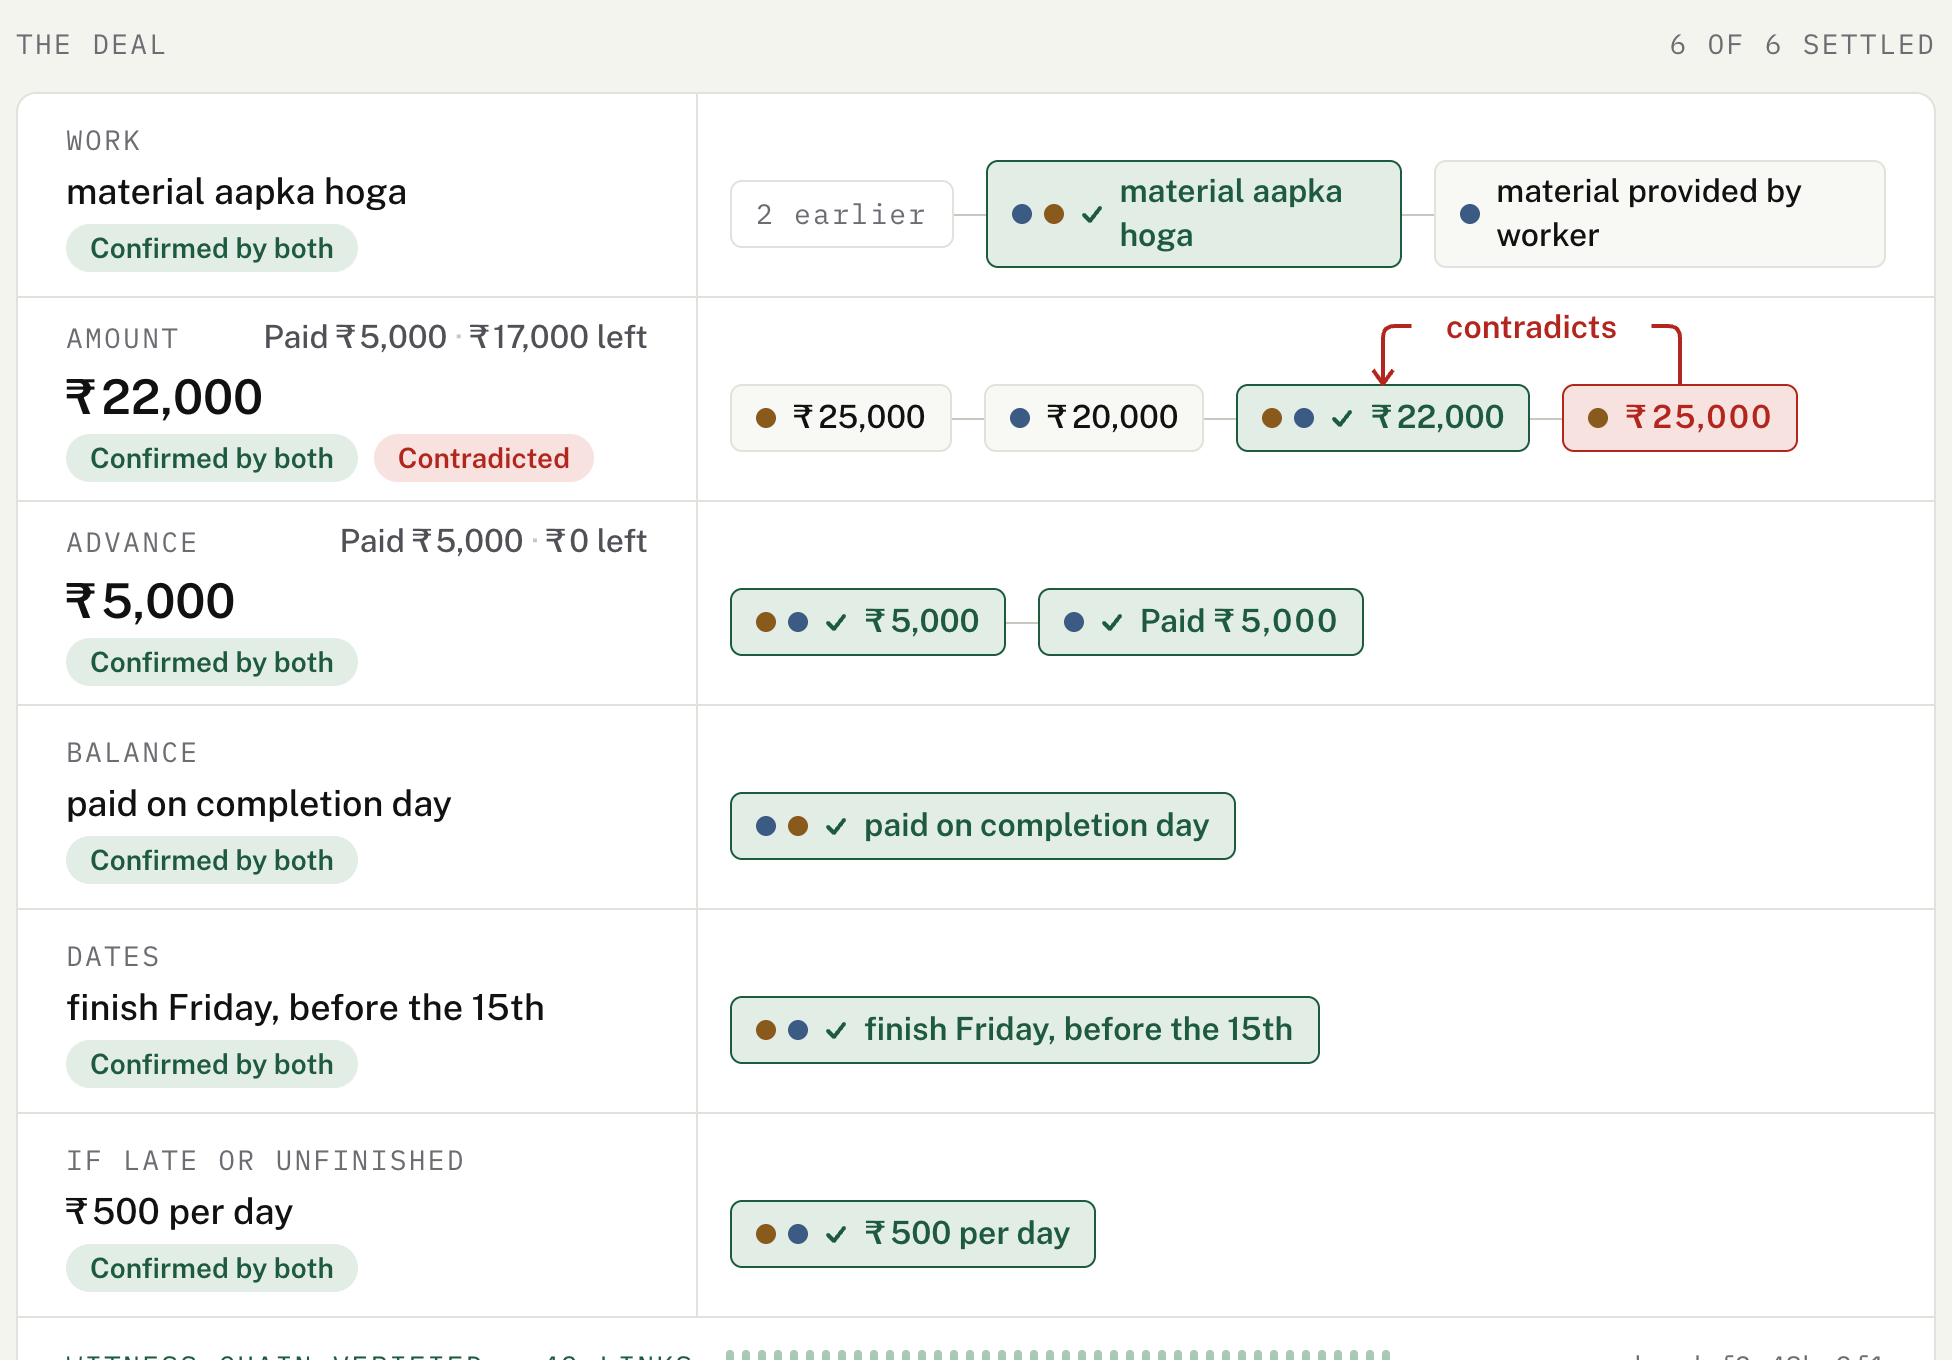 THE DEAL
6 OF 6 SETTLED
WORK
material aapka hoga
Confirmed by both
2 earlier
material aapka
hoga
material provided by
worker
AMOUNT
Paid ₹5,000 · ₹17,000 left
₹22,000
Confirmed by both
Contradicted
contradicts
₹25,000
₹20,000
₹22,000
₹25,000
ADVANCE
Paid ₹5,000 · ₹0 left
₹5,000
Confirmed by both
₹5,000
Paid ₹5,000
BALANCE
paid on completion day
Confirmed by both
paid on completion day
DATES
finish Friday, before the 15th
Confirmed by both
finish Friday, before the 15th
IF LATE OR UNFINISHED
₹500 per day
Confirmed by both
₹500 per day
WITNESS CHAIN VERIFIED
LINKS